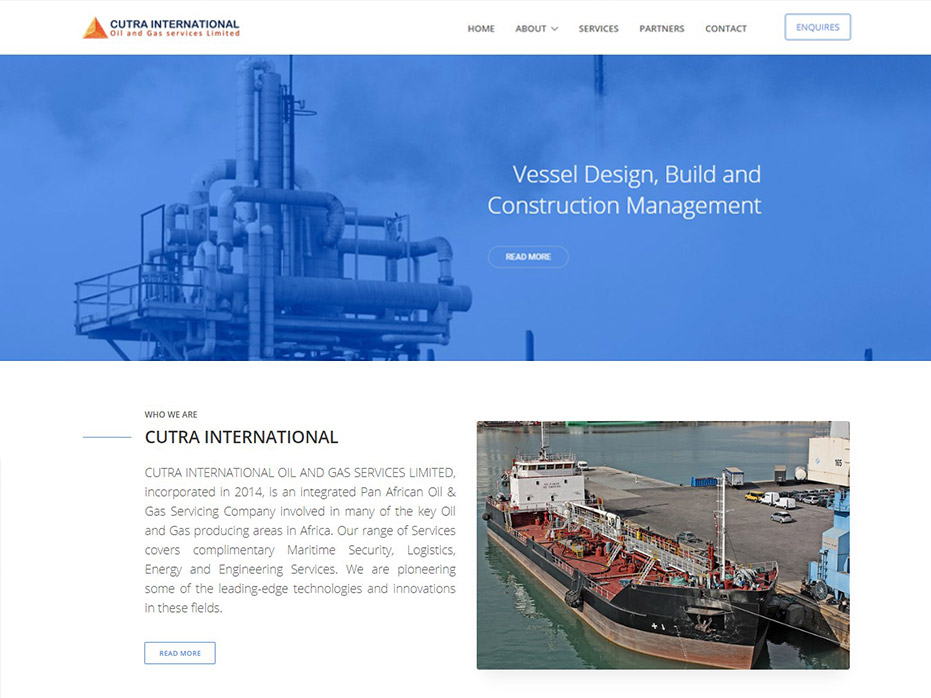 CUTRA INTERNATIONAL
Oil and Gas services Limited
HOME ABOUT SERVICES PARTNERS CONTACT ENQUIRES
Vessel Design, Build and
Construction Management
READ MORE
WHO WE ARE
CUTRA INTERNATIONAL
CUTRA INTERNATIONAL OIL AND GAS SERVICES LIMITED,
incorporated in 2014, is an integrated Pan African Oil &
Gas Servicing Company involved in many of the key Oil
and Gas producing areas in Africa. Our range of Services
covers complimentary Maritime Security, Logistics,
Energy and Engineering Services. We are pioneering
some of the leading-edge technologies and innovations
in these fields.
READ MORE
165